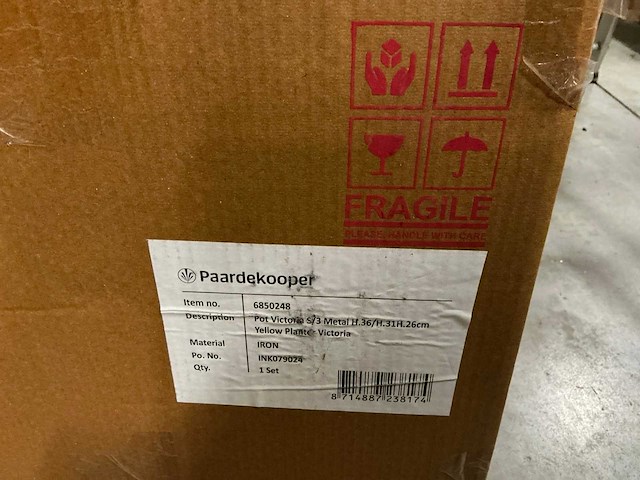 FRAGiLE
PLEASE HANDLE WITH CARE
Paardekooper
Item no. 6850248
Description Pot Victoria S/3 Metal H.36/H.31H.26cm
Yellow Planter Victoria
Material IRON
Po. No. INK079024
Qty. 1 Set
8 714887 238174